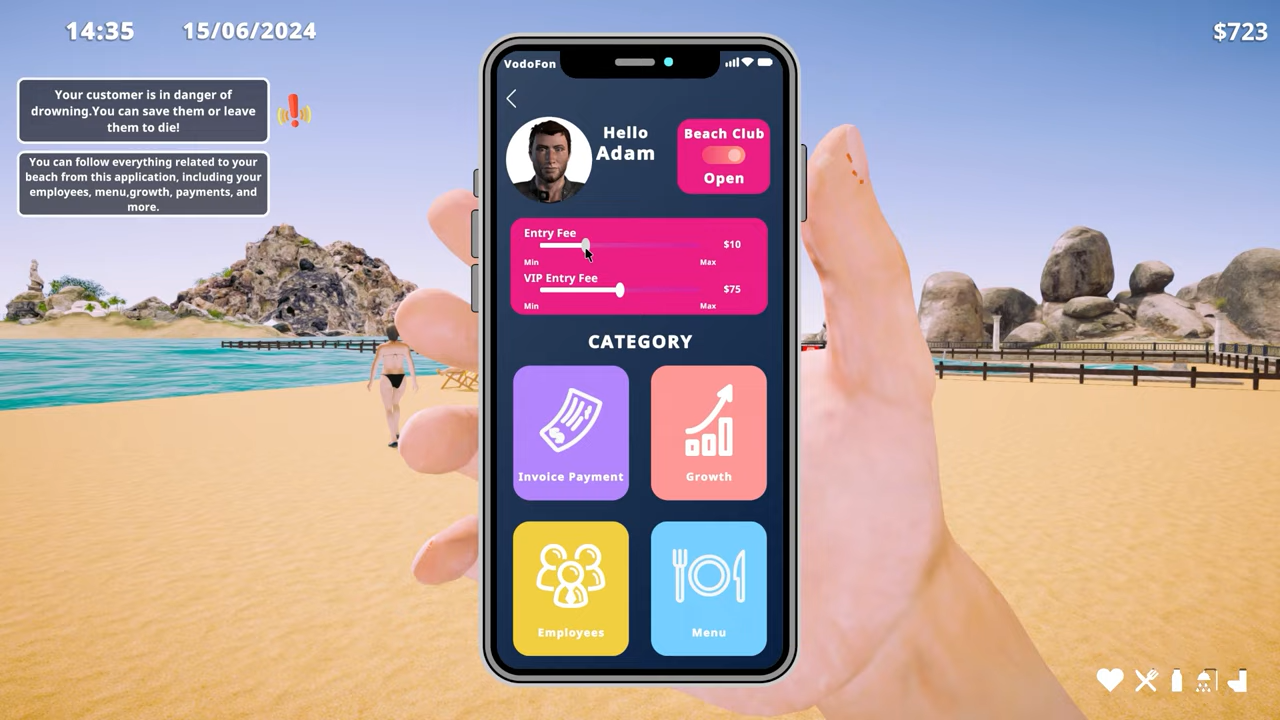 14:35
15/06/2024
$723
Your customer is in danger of
drowning.You can save them or leave
them to die!
You can follow everything related to your
beach from this application, including your
employees, menu,growth, payments, and
more.
VodoFon
Hello
Adam
Beach Club
Open
Entry Fee
$10
Min
Max
VIP Entry Fee
$75
Min
Max
CATEGORY
Invoice Payment
Growth
Employees
Menu